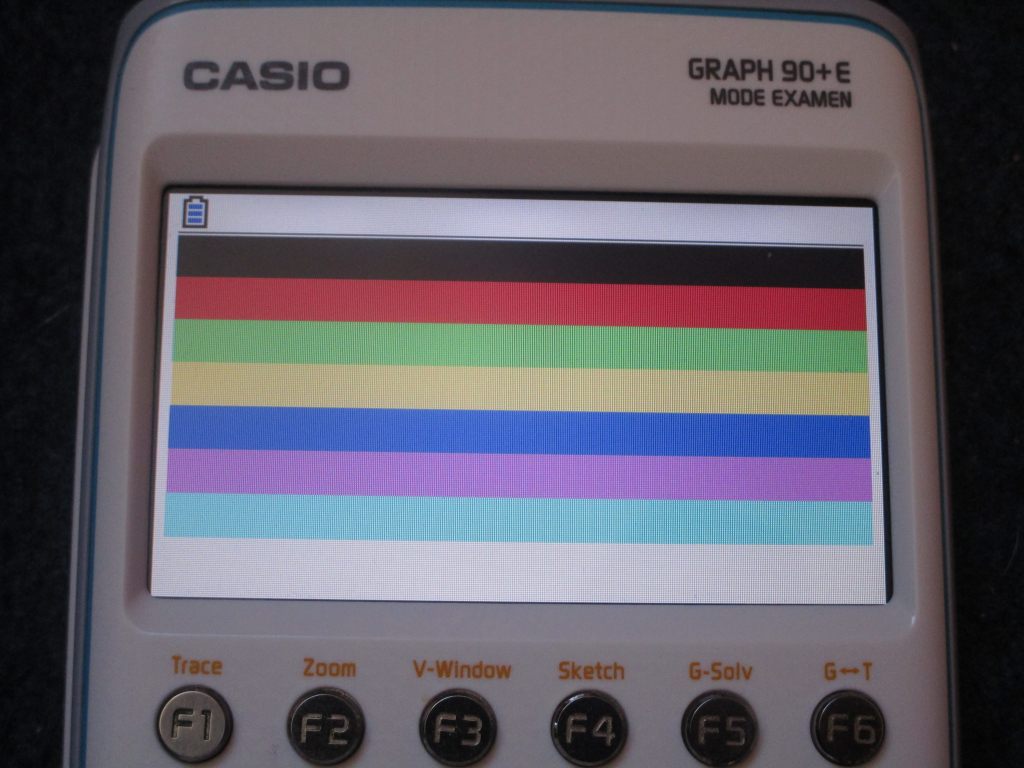 CASIO
GRAPH 90+E
MODE EXAMEN
Trace Zoom V-Window Sketch G-Solv G↔T
F1 F2 F3 F4 F5 F6